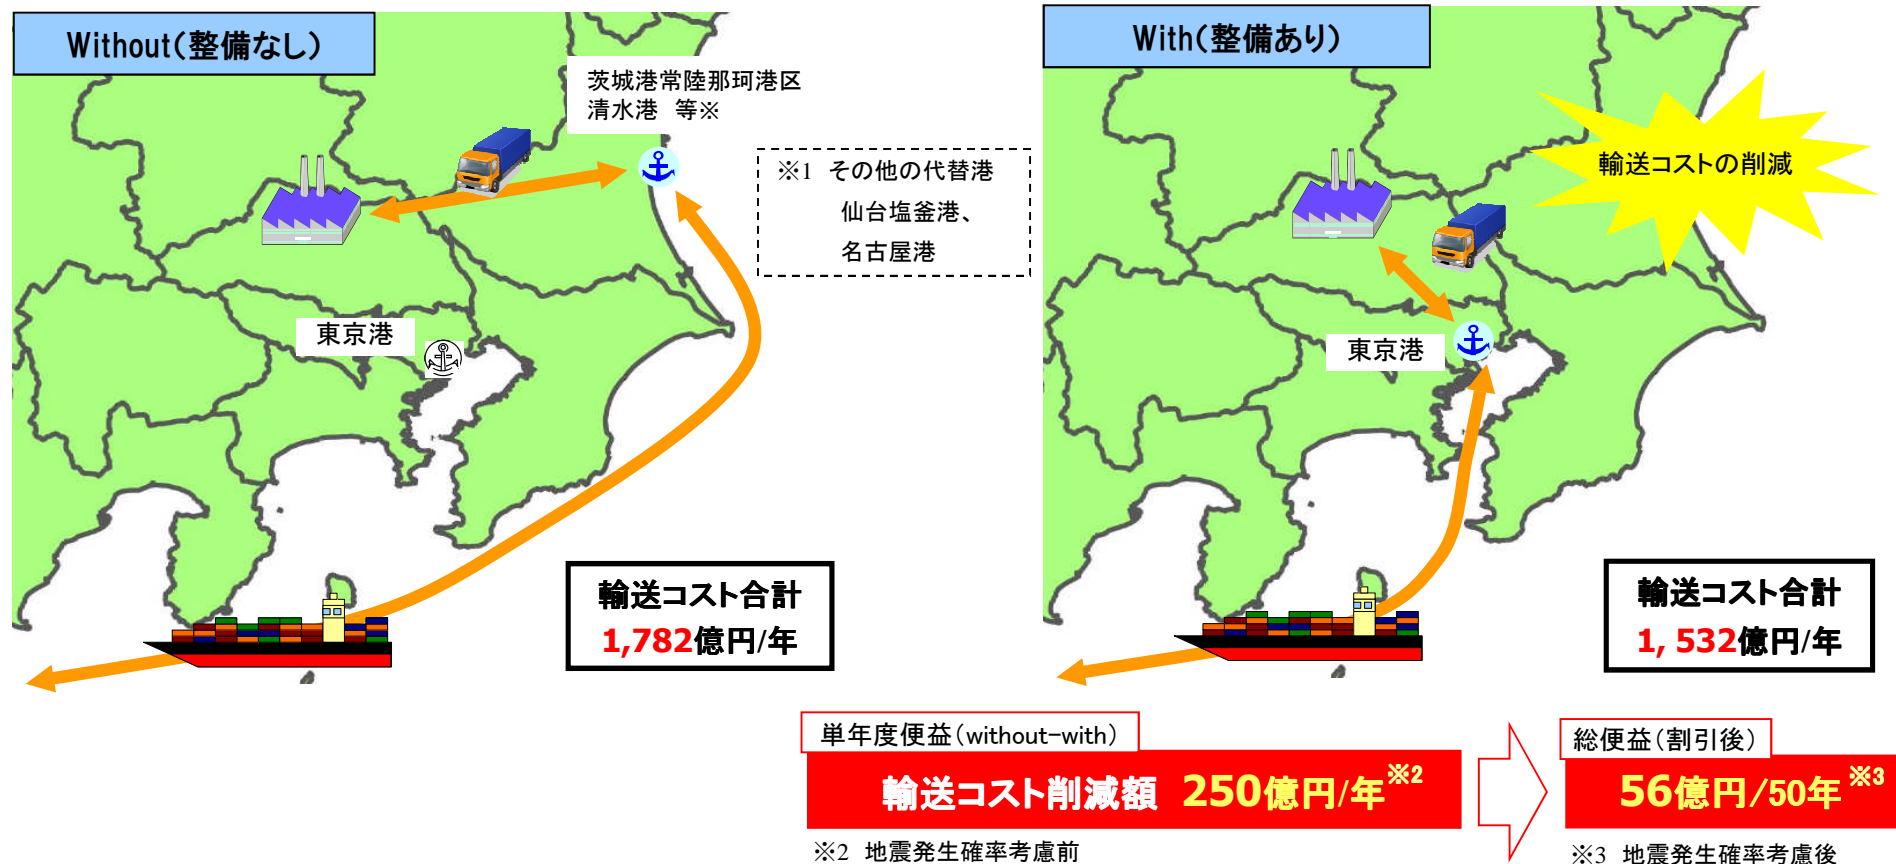 Without(整備なし)
茨城港常陸那珂港区
清水港 等※
※1 その他の代替港
仙台塩釜港、
名古屋港
東京港
輸送コスト合計
1,782億円/年
With(整備あり)
輸送コストの削減
東京港
輸送コスト合計
1,532億円/年
単年度便益(without-with)
輸送コスト削減額 250億円/年※2
※2 地震発生確率考慮前
総便益(割引後)
56億円/50年※3
※3 地震発生確率考慮後